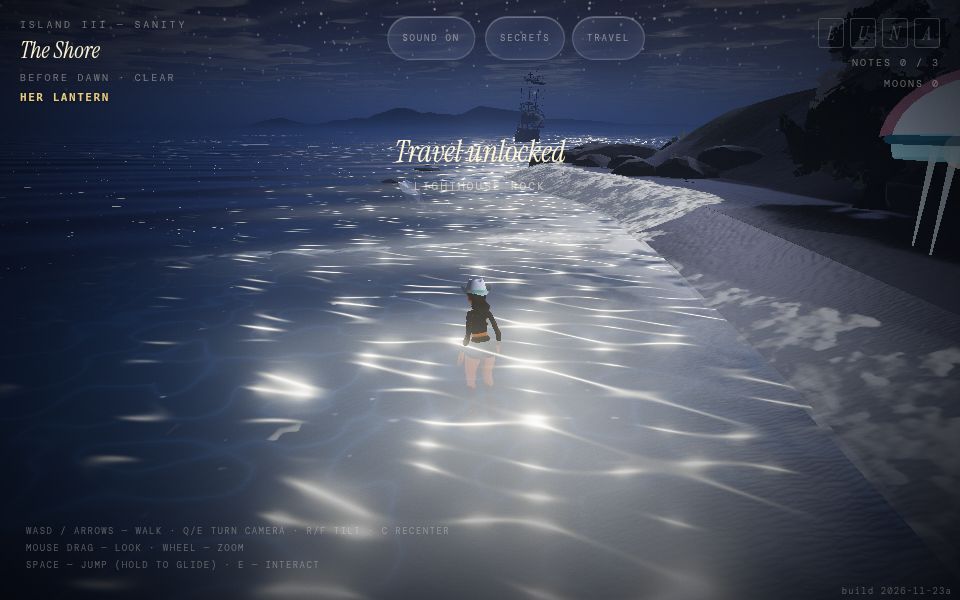 ISLAND III — SANITY
The Shore
BEFORE DAWN · CLEAR
HER LANTERN
SOUND ON
SECRETS
TRAVEL
E U N A
NOTES 0 / 3
MOONS 0
Travel unlocked
LIGHTHOUSE ROCK
WASD / ARROWS — WALK · Q/E TURN CAMERA · R/F TILT · C RECENTER
MOUSE DRAG — LOOK · WHEEL — ZOOM
SPACE — JUMP (HOLD TO GLIDE) · E — INTERACT
build 2026-11-23a